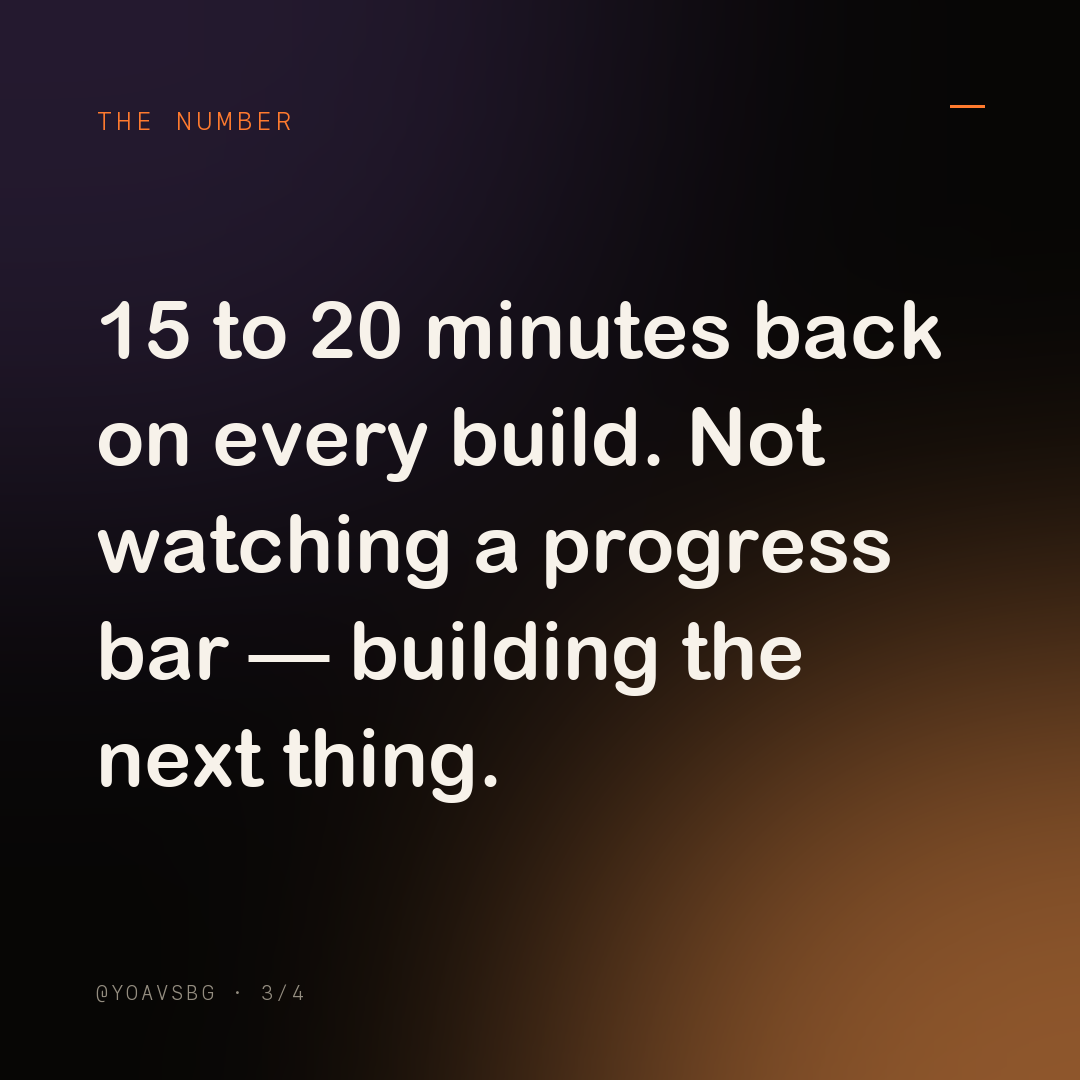 THE NUMBER
15 to 20 minutes back
on every build. Not
watching a progress
bar — building the
next thing.
@YOAVSBG · 3/4